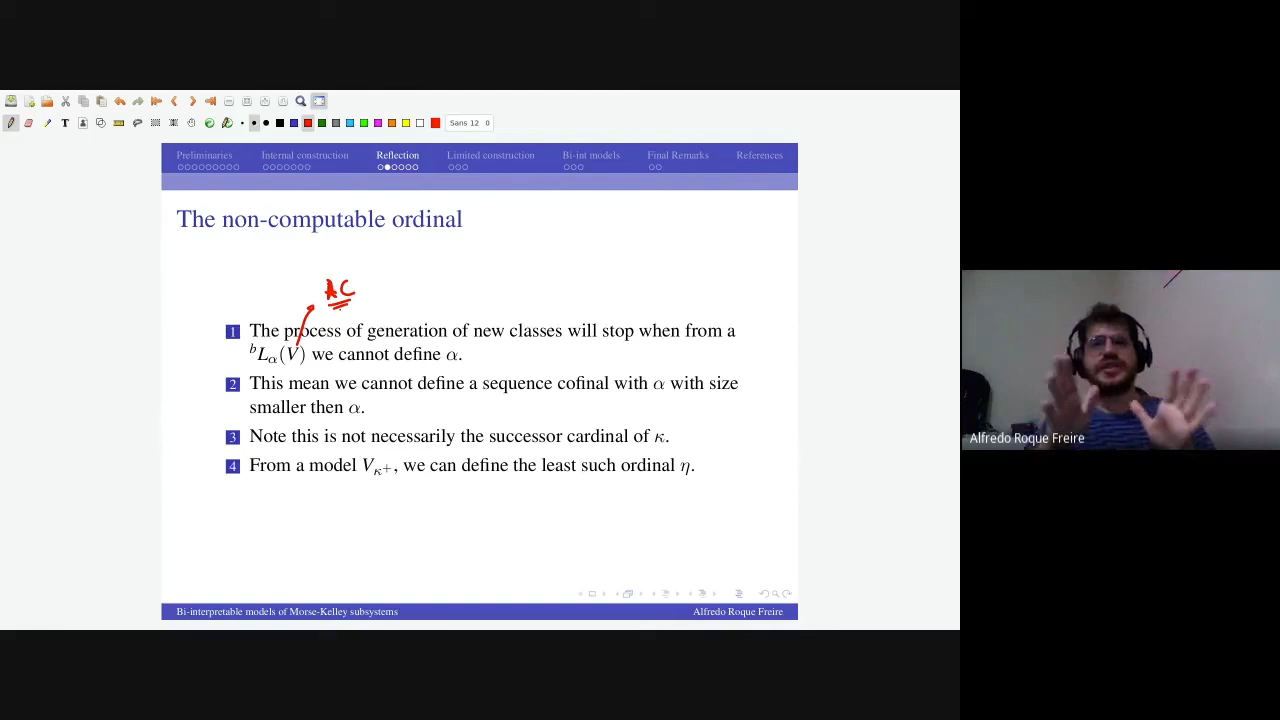 Sans 12 0
Preliminaries Internal construction Reflection Limited construction Bi-int models Final Remarks References
The non-computable ordinal
AC
1 The process of generation of new classes will stop when from a
ᵇL_α(V) we cannot define α.
2 This mean we cannot define a sequence cofinal with α with size
smaller then α.
3 Note this is not necessarily the successor cardinal of κ.
4 From a model V_{κ⁺}, we can define the least such ordinal η.
Bi-interpretable models of Morse-Kelley subsystems Alfredo Roque Freire
Alfredo Roque Freire